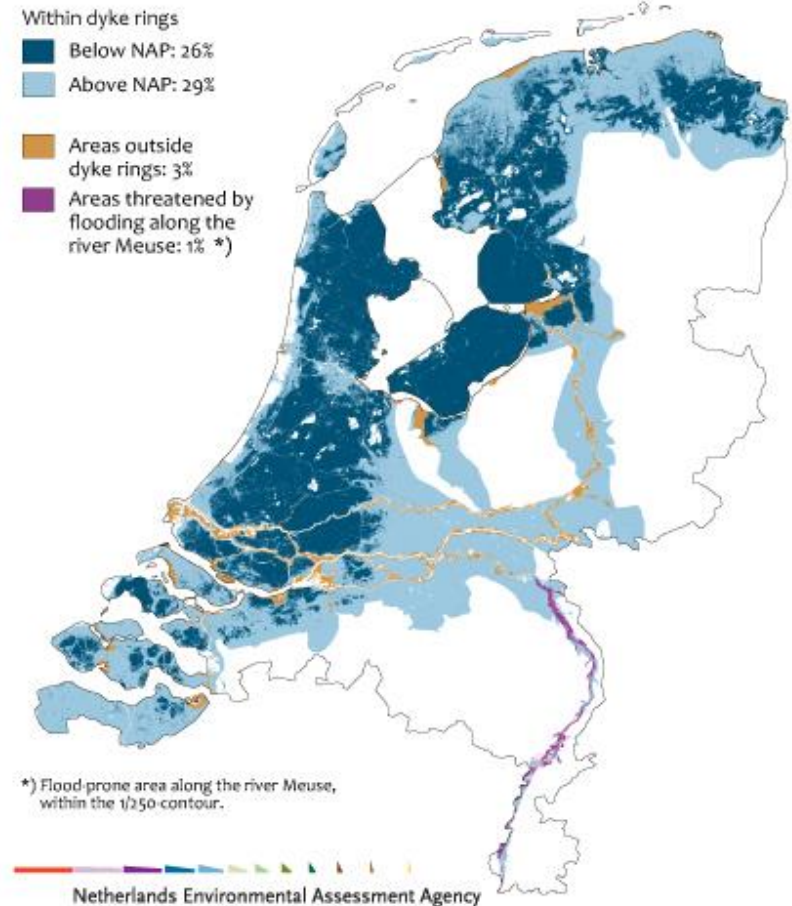 Within dyke rings
Below NAP: 26%
Above NAP: 29%
Areas outside
dyke rings: 3%
Areas threatened by
flooding along the
river Meuse: 1% *)
*) Flood-prone area along the river Meuse,
within the 1/250-contour.
Netherlands Environmental Assessment Agency